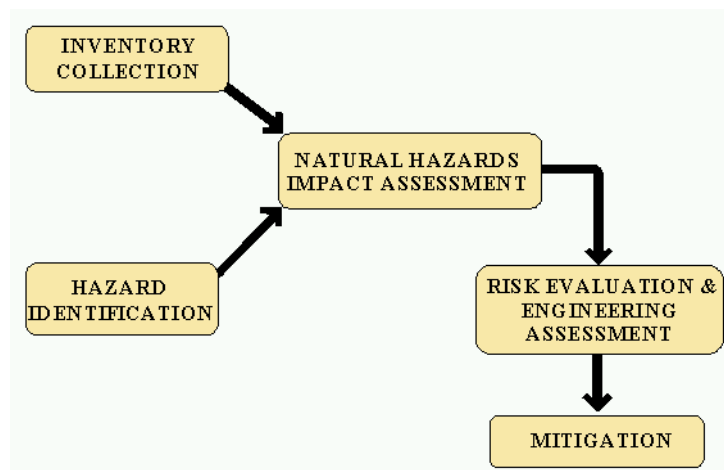 INVENTORY
COLLECTION
NATURAL HAZARDS
IMPACT ASSESSMENT
HAZARD
IDENTIFICATION
RISK EVALUATION &
ENGINEERING
ASSESSMENT
MITIGATION